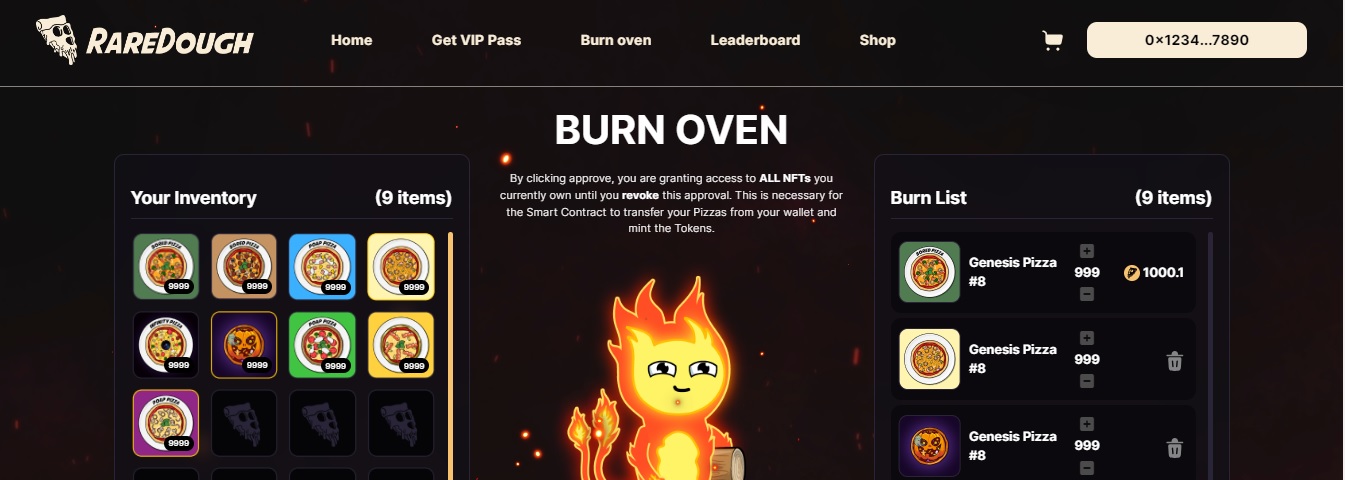 RAREDOUGH
Home
Get VIP Pass
Burn oven
Leaderboard
Shop
0×1234...7890
BURN OVEN
By clicking approve, you are granting access to ALL NFTs you
currently own until you revoke this approval. This is necessary for
the Smart Contract to transfer your Pizzas from your wallet and
mint the Tokens.
Your Inventory
(9 items)
BORED PIZZA
9999
BORED PIZZA
9999
POAP PIZZA
9999
9999
INFINITY PIZZA
9999
9999
POAP PIZZA
9999
9999
POAP PIZZA
9999
Burn List
(9 items)
BORED PIZZA
Genesis Pizza
#8
999
1000.1
Genesis Pizza
#8
999
Genesis Pizza
#8
999